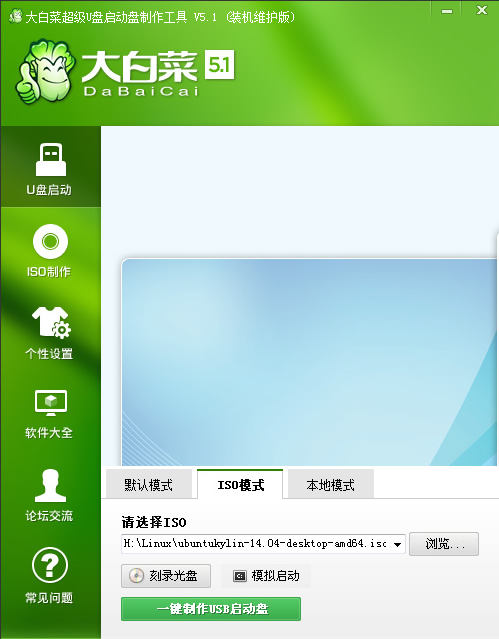 大白菜超级U盘启动盘制作工具 V5.1 (装机维护版)
大白菜 5.1
DaBaiCai
U盘启动
ISO制作
个性设置
软件大全
论坛交流
常见问题
默认模式 ISO模式 本地模式
请选择ISO
H:\Linux\ubuntukylin-14.04-desktop-amd64.iso 浏览...
刻录光盘 模拟启动
一键制作USB启动盘